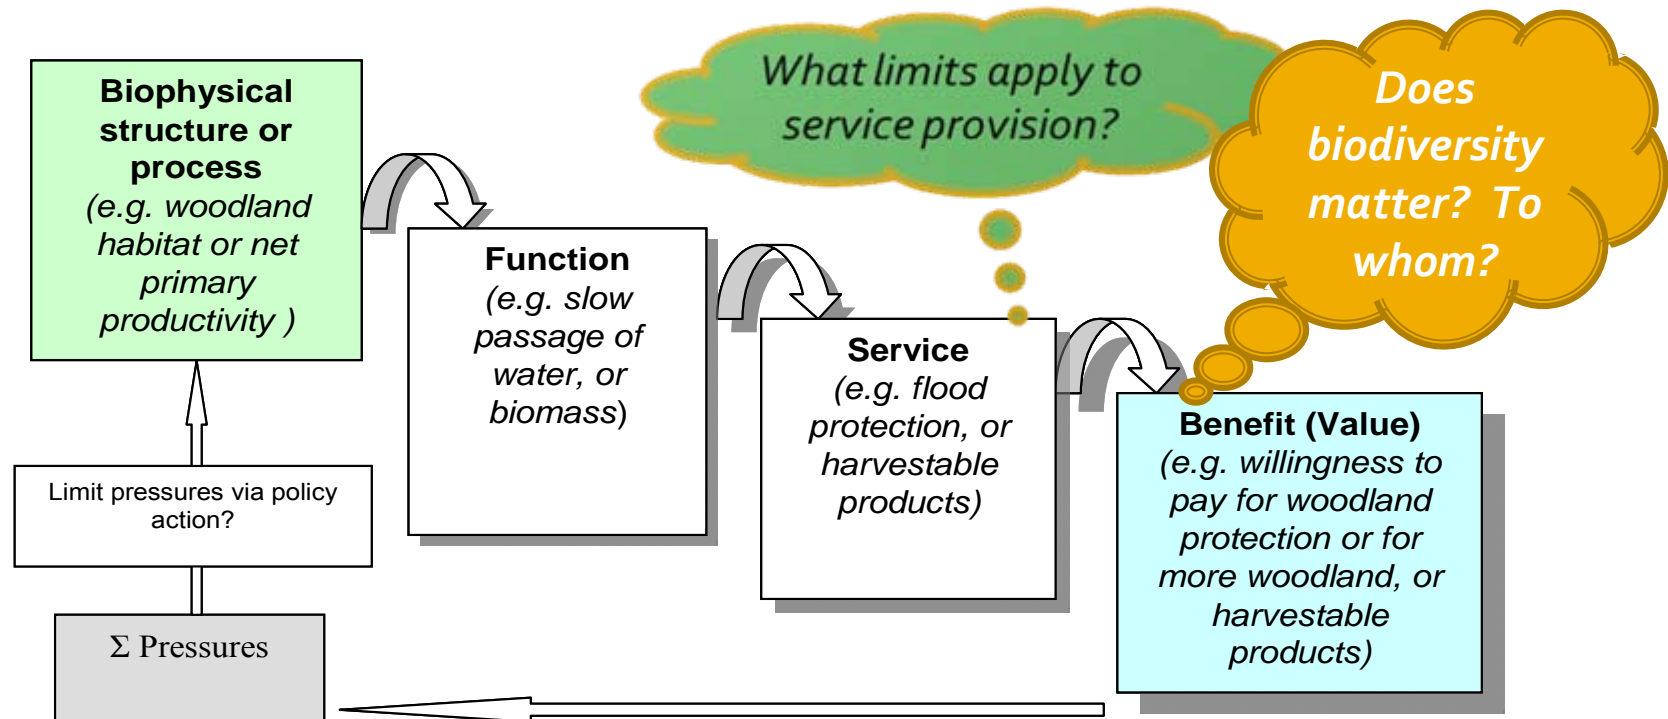 Biophysical
structure or
process
(e.g. woodland
habitat or net
primary
productivity )
Function
(e.g. slow
passage of
water, or
biomass)
What limits apply to
service provision?
Service
(e.g. flood
protection, or
harvestable
products)
Does
biodiversity
matter? To
whom?
Benefit (Value)
(e.g. willingness to
pay for woodland
protection or for
more woodland, or
harvestable
products)
Limit pressures via policy
action?
Σ Pressures